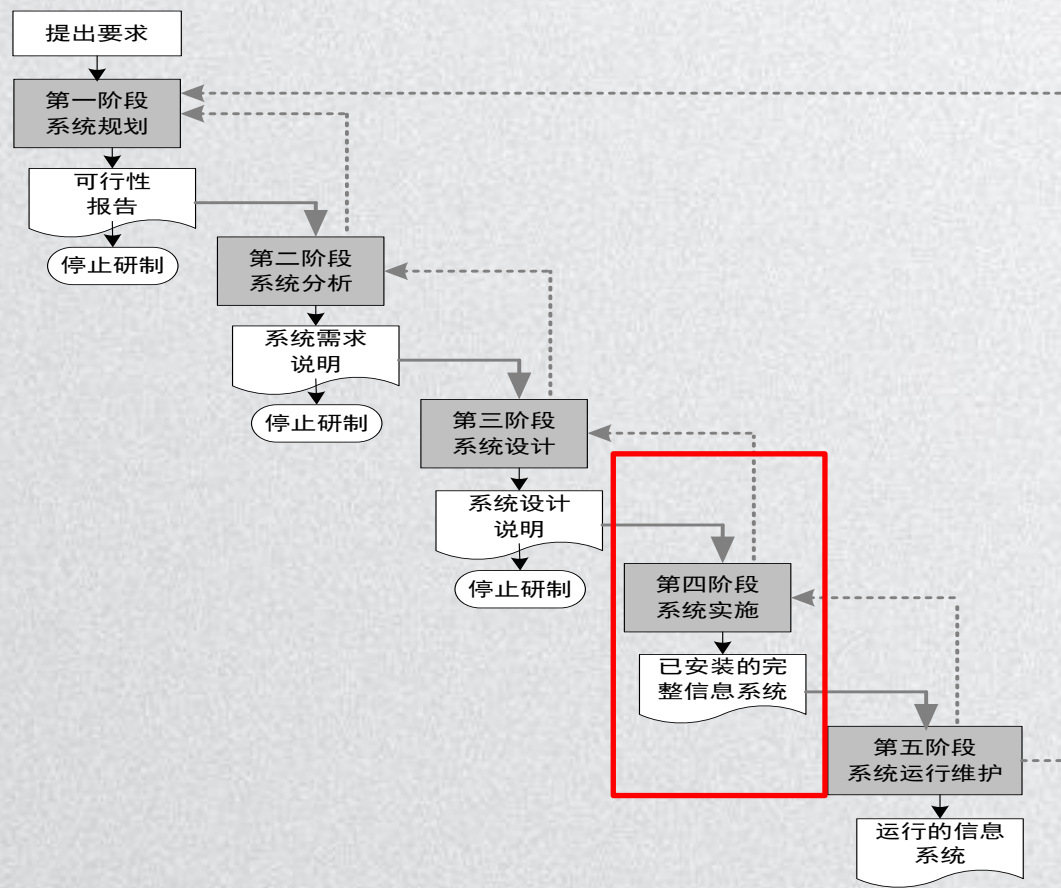 提出要求
第一阶段
系统规划
可行性
报告
停止研制
第二阶段
系统分析
系统需求
说明
停止研制
第三阶段
系统设计
系统设计
说明
停止研制
第四阶段
系统实施
已安装的完
整信息系统
第五阶段
系统运行维护
运行的信息
系统